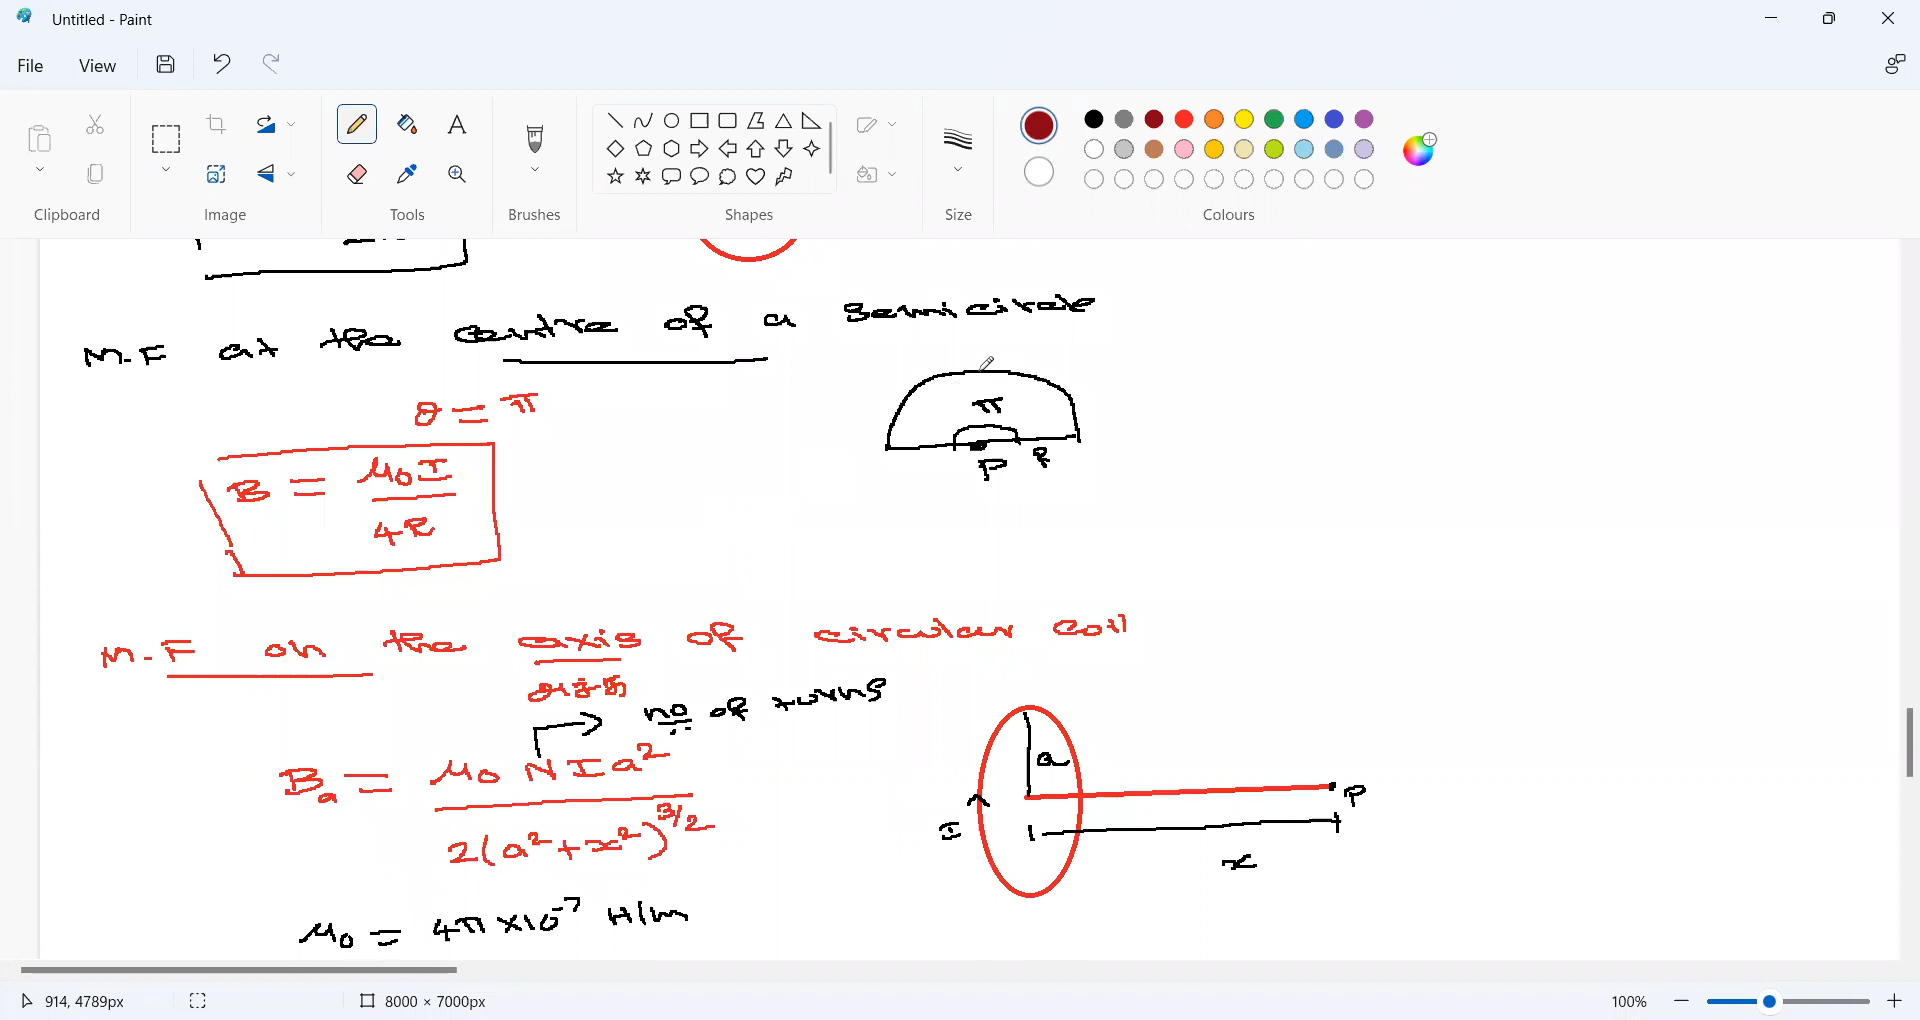 Untitled - Paint
File View
Clipboard Image Tools Brushes Shapes Size Colours
M.F at the centre of a semicircle
θ = π
π
B = μ₀I / 4R
P R
M.F on the axis of circular coil
no of turns
Bₐ = μ₀NIa² / 2(a²+x²)^3/2
a
P
I
x
μ₀ = 4π×10⁻⁷ H/m
914, 4789px 8000 × 7000px 100%